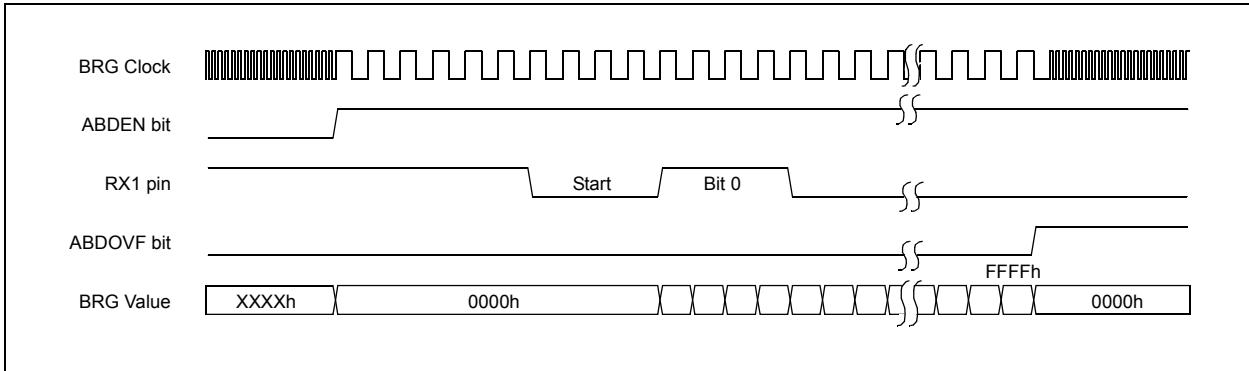 BRG Clock
ABDEN bit
RX1 pin
Start
Bit 0
ABDOVF bit
FFFFh
BRG Value
XXXXh
0000h
0000h